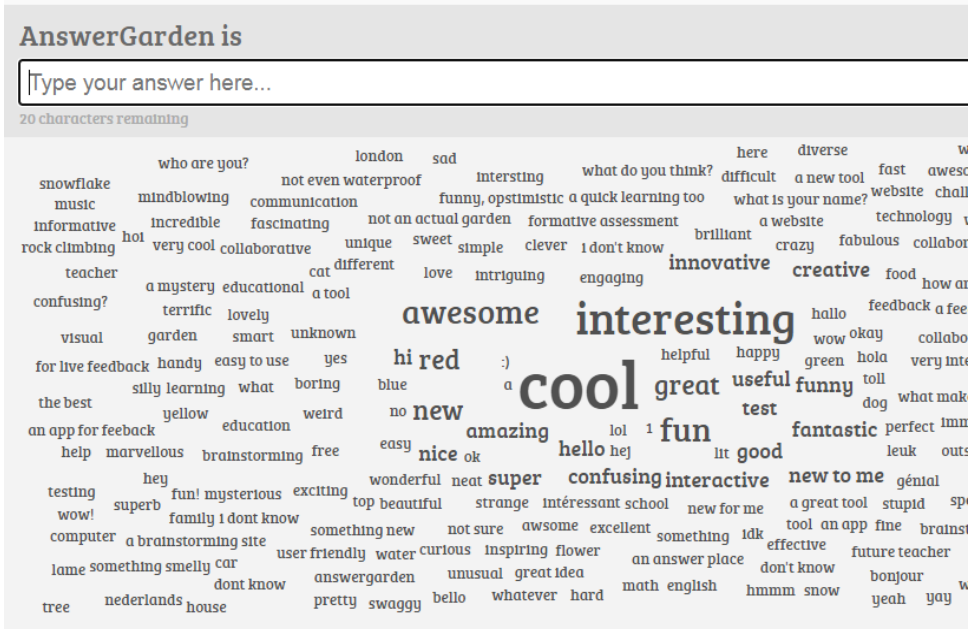 AnswerGarden is
Type your answer here...
20 characters remaining
who are you? london sad here diverse
snowflake not even waterproof intersting what do you think? difficult a new tool fast
music mindblowing communication funny, opstimistic a quick learning too what is your name? website
informative incredible fascinating not an actual garden formative assessment a website technology
rock climbing hoi very cool collaborative unique sweet simple clever i don't know brilliant crazy fabulous
teacher cat different love intriguing engaging innovative creative food
confusing? a mystery educational a tool
terrific lovely awesome interesting hallo feedback
visual garden smart unknown wow okay
for live feedback handy easy to use yes hi red :) helpful happy green hola
silly learning what boring blue a cool great useful funny toll
the best yellow weird no new test dog
an app for feeback education amazing lol 1 fun fantastic perfect
help marvellous brainstorming free easy nice ok hello hej lit good leuk
hey wonderful neat super confusing interactive new to me génial
testing superb fun! mysterious exciting top beautiful strange intéressant school new for me a great tool stupid
wow! family i dont know something new not sure awsome excellent something idk tool an app fine
computer a brainstorming site user friendly water curious inspiring flower an answer place effective future teacher
lame something smelly car answergarden unusual great idea don't know bonjour
dont know math english hmmm snow
tree nederlands house pretty swaggy bello whatever hard yeah yay